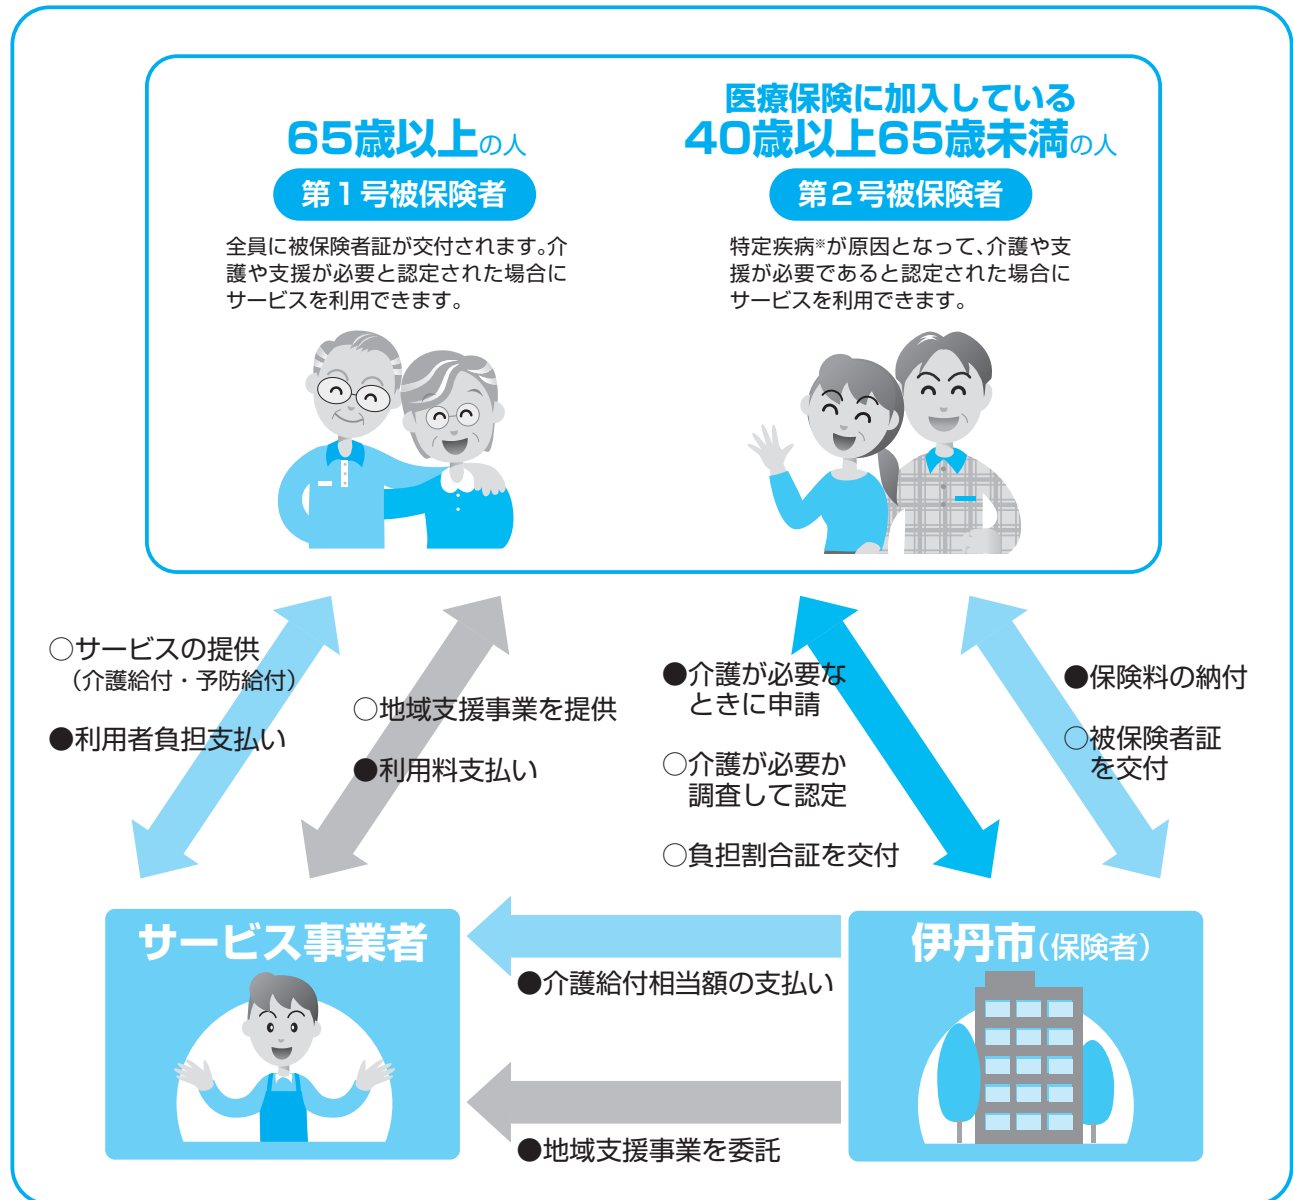 65歳以上の人
第1号被保険者
全員に被保険者証が交付されます。介
護や支援が必要と認定された場合に
サービスを利用できます。
医療保険に加入している
40歳以上65歳未満の人
第2号被保険者
特定疾病※が原因となって、介護や支
援が必要であると認定された場合に
サービスを利用できます。
○サービスの提供
（介護給付・予防給付）
●利用者負担支払い
○地域支援事業を提供
●利用料支払い
●介護が必要な
ときに申請
○介護が必要か
調査して認定
○負担割合証を交付
●保険料の納付
○被保険者証
を交付
サービス事業者
●介護給付相当額の支払い
●地域支援事業を委託
伊丹市（保険者）